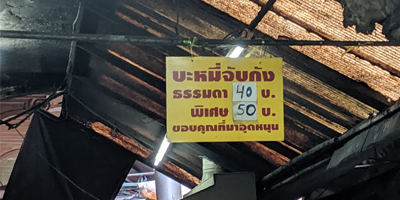 บะหมี่จับกัง
ธรรมดา 40 บ.
พิเศษ 50 บ.
ขอบคุณที่มาอุดหนุน